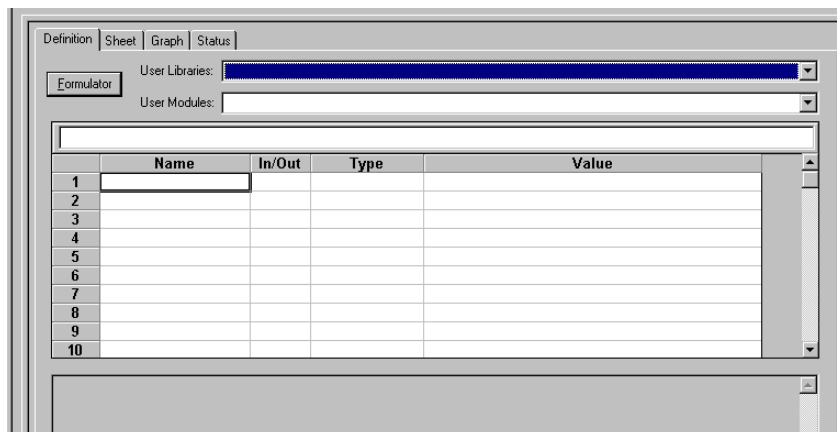 Definition Sheet Graph Status
Formulator
User Libraries:
User Modules:
Name In/Out Type Value
1
2
3
4
5
6
7
8
9
10